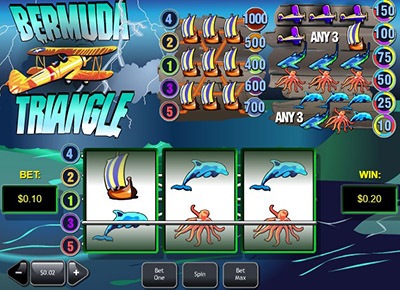 BERMUDA
TRIANGLE
4 1000
2 500
1 400
3 600
5 700
150
ANY 3 100
75
50
25
ANY 3 10
4
2
1
3
5
BET:
$0.10
WIN:
$0.20
- $0.02 +
Bet One
Spin
Bet Max